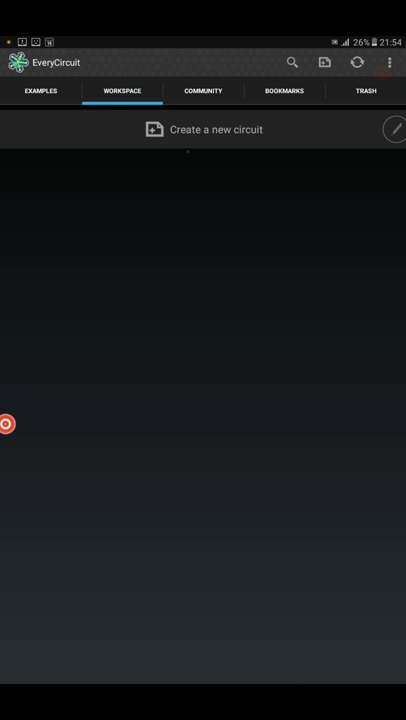 26% 21:54
EveryCircuit
EXAMPLES WORKSPACE COMMUNITY BOOKMARKS TRASH
Create a new circuit